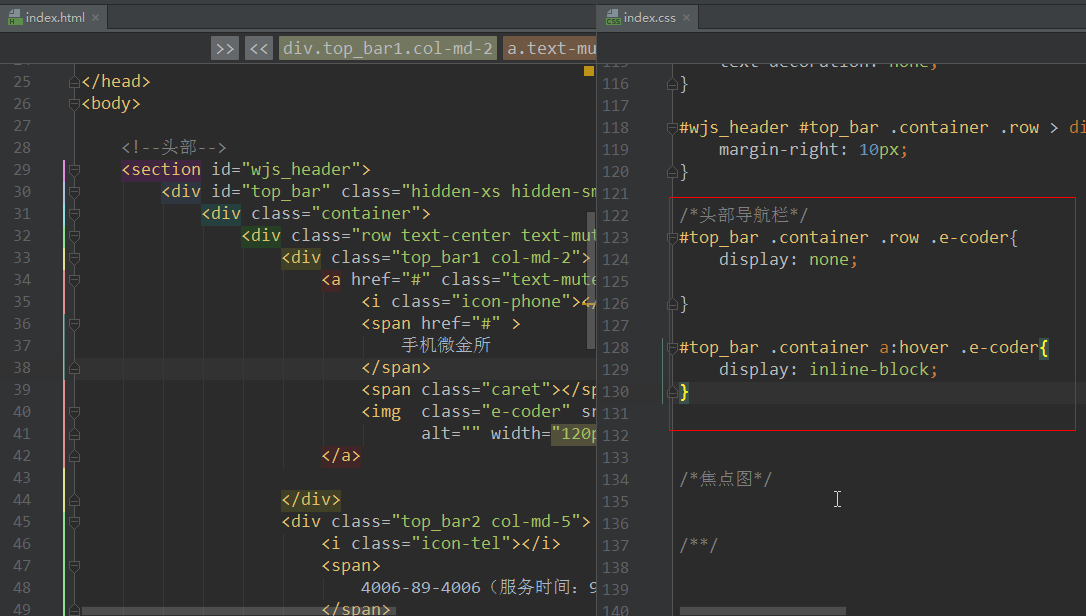 index.html
index.css
>> << div.top_bar1.col-md-2 a.text-mu
25 </head>
26 <body>
27
28 <!--头部-->
29 <section id="wjs_header">
30 <div id="top_bar" class="hidden-xs hidden-sm
31 <div class="container">
32 <div class="row text-center text-mut
33 <div class="top_bar1 col-md-2">
34 <a href="#" class="text-mute
35 <i class="icon-phone"></
36 <span href="#" >
37 手机微金所
38 </span>
39 <span class="caret"></sp
40 <img class="e-coder" sr
41 alt="" width="120p
42 </a>
43
44 </div>
45 <div class="top_bar2 col-md-5">
46 <i class="icon-tel"></i>
47 <span>
48 4006-89-4006（服务时间：9
49 </span>
115 text-decoration: none;
116 }
117
118 #wjs_header #top_bar .container .row > di
119 margin-right: 10px;
120 }
121
122 /*头部导航栏*/
123 #top_bar .container .row .e-coder{
124 display: none;
125
126 }
127
128 #top_bar .container a:hover .e-coder{
129 display: inline-block;
130 }
131
132
133
134 /*焦点图*/
135
136
137 /**/
138
139
140